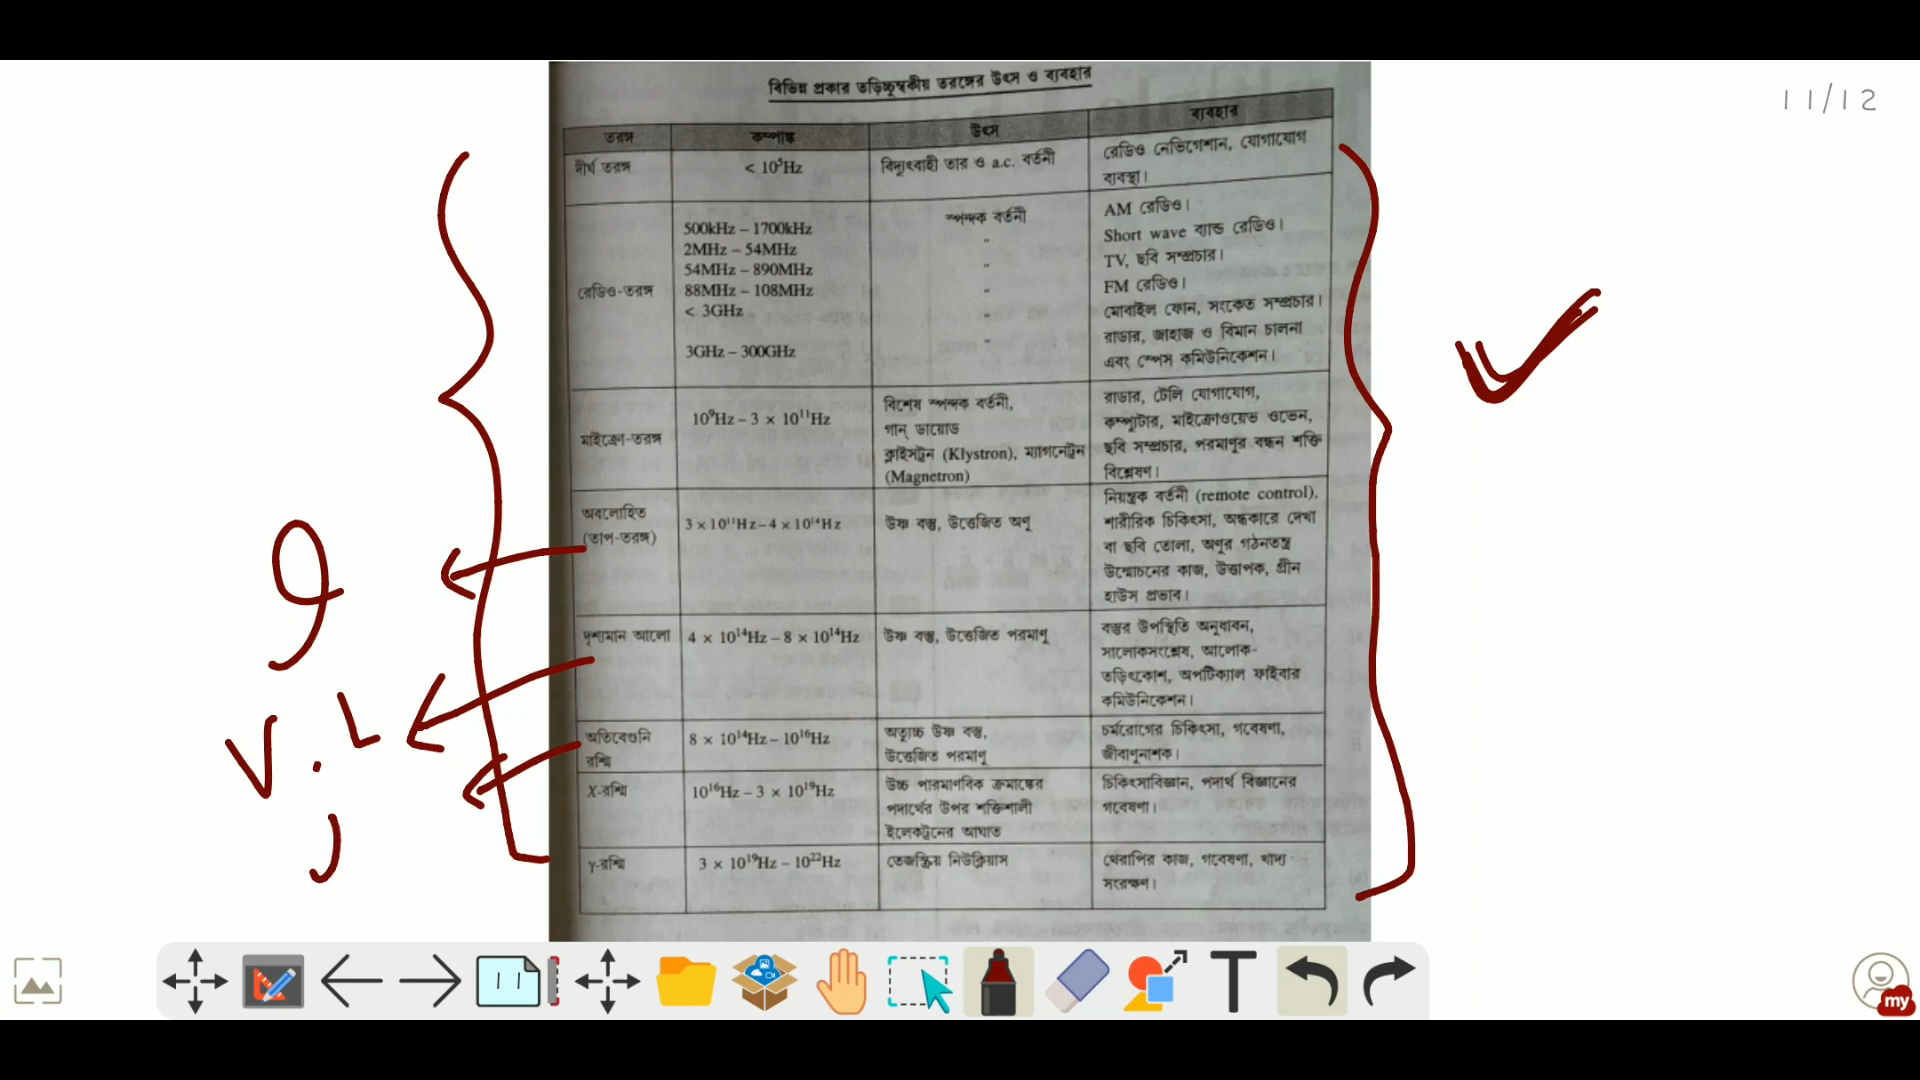 11/12
বিভিন্ন প্রকার তড়িচ্চুম্বকীয় তরঙ্গের উৎস ও ব্যবহার
তরঙ্গ কম্পাঙ্ক উৎস ব্যবহার
দীর্ঘ তরঙ্গ < 10⁵Hz বিদ্যুৎবাহী তার ও a.c. বর্তনী রেডিও নেভিগেশান, যোগাযোগ
ব্যবস্থা।
রেডিও-তরঙ্গ
500kHz – 1700kHz স্পন্দক বর্তনী AM রেডিও।
2MHz – 54MHz " Short wave ব্যান্ড রেডিও।
54MHz – 890MHz " TV, ছবি সম্প্রচার।
88MHz – 108MHz " FM রেডিও।
< 3GHz " মোবাইল ফোন, সংকেত সম্প্রচার।
3GHz – 300GHz " রাডার, জাহাজ ও বিমান চালনা
এবং স্পেস কমিউনিকেশন।
মাইক্রো-তরঙ্গ 10⁹Hz – 3 × 10¹¹Hz বিশেষ স্পন্দক বর্তনী, রাডার, টেলি যোগাযোগ,
গান্ ডায়োড কম্প্যুটার, মাইক্রোওয়েভ ওভেন,
ক্লাইসট্রন (Klystron), ম্যাগনেট্রন ছবি সম্প্রচার, পরমাণুর বন্ধন শক্তি
(Magnetron) বিশ্লেষণ।
অবলোহিত 3 × 10¹¹Hz – 4 × 10¹⁴Hz উষ্ণ বস্তু, উত্তেজিত অণু নিয়ন্ত্রক বর্তনী (remote control),
(তাপ-তরঙ্গ) শারীরিক চিকিৎসা, অন্ধকারে দেখা
বা ছবি তোলা, অণুর গঠনতন্ত্র
উন্মোচনের কাজ, উত্তাপক, গ্রীন
হাউস প্রভাব।
দৃশ্যমান আলো 4 × 10¹⁴Hz – 8 × 10¹⁴Hz উষ্ণ বস্তু, উত্তেজিত পরমাণু বস্তুর উপস্থিতি অনুধাবন,
সালোকসংশ্লেষ, আলোক-
তড়িৎকোশ, অপটিক্যাল ফাইবার
কমিউনিকেশন।
অতিবেগুনি 8 × 10¹⁴Hz – 10¹⁶Hz অত্যুচ্চ উষ্ণ বস্তু, চর্মরোগের চিকিৎসা, গবেষণা,
রশ্মি উত্তেজিত পরমাণু জীবাণুনাশক।
X-রশ্মি 10¹⁶Hz – 3 × 10¹⁹Hz উচ্চ পারমাণবিক ক্রমাঙ্কের চিকিৎসাবিজ্ঞান, পদার্থ বিজ্ঞানের
পদার্থের উপর শক্তিশালী গবেষণা।
ইলেকট্রনের আঘাত
γ-রশ্মি 3 × 10¹⁹Hz – 10²²Hz তেজস্ক্রিয় নিউক্লিয়াস থেরাপির কাজ, গবেষণা, খাদ্য
সংরক্ষণ।
11
T
my